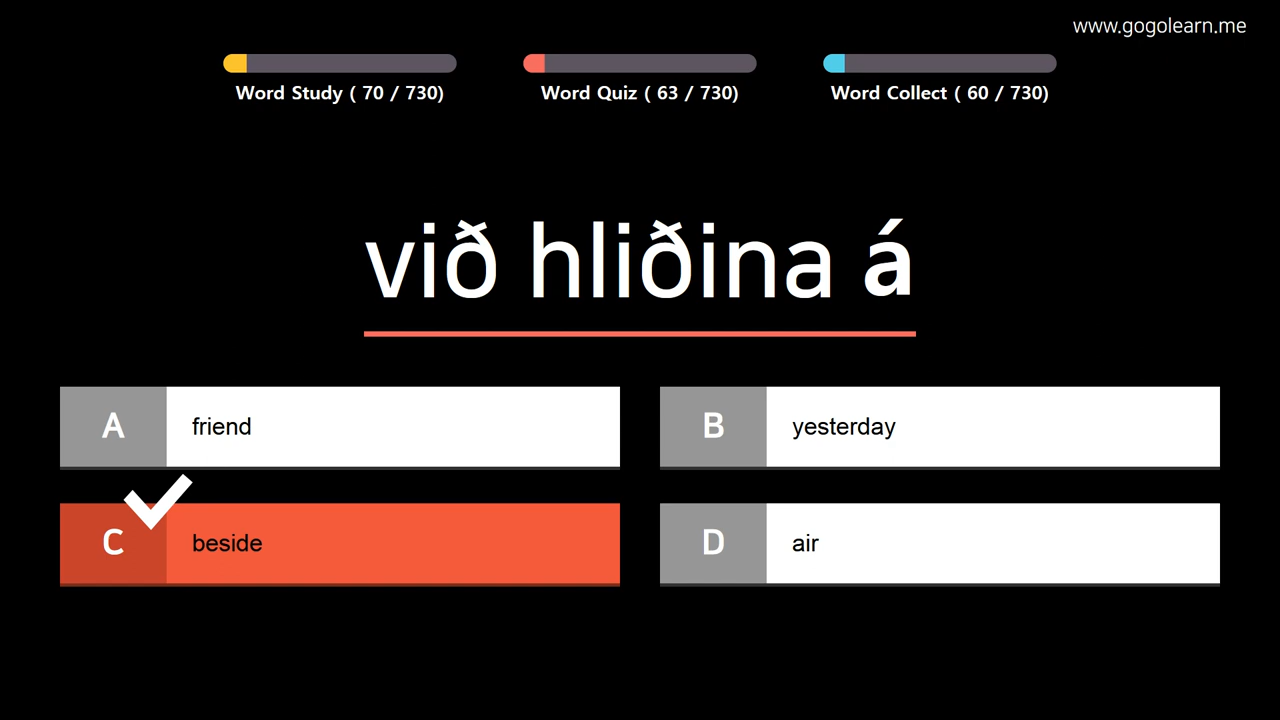 www.gogolearn.me
Word Study ( 70 / 730)
Word Quiz ( 63 / 730)
Word Collect ( 60 / 730)
við hliðina á
A friend
B yesterday
C beside
D air